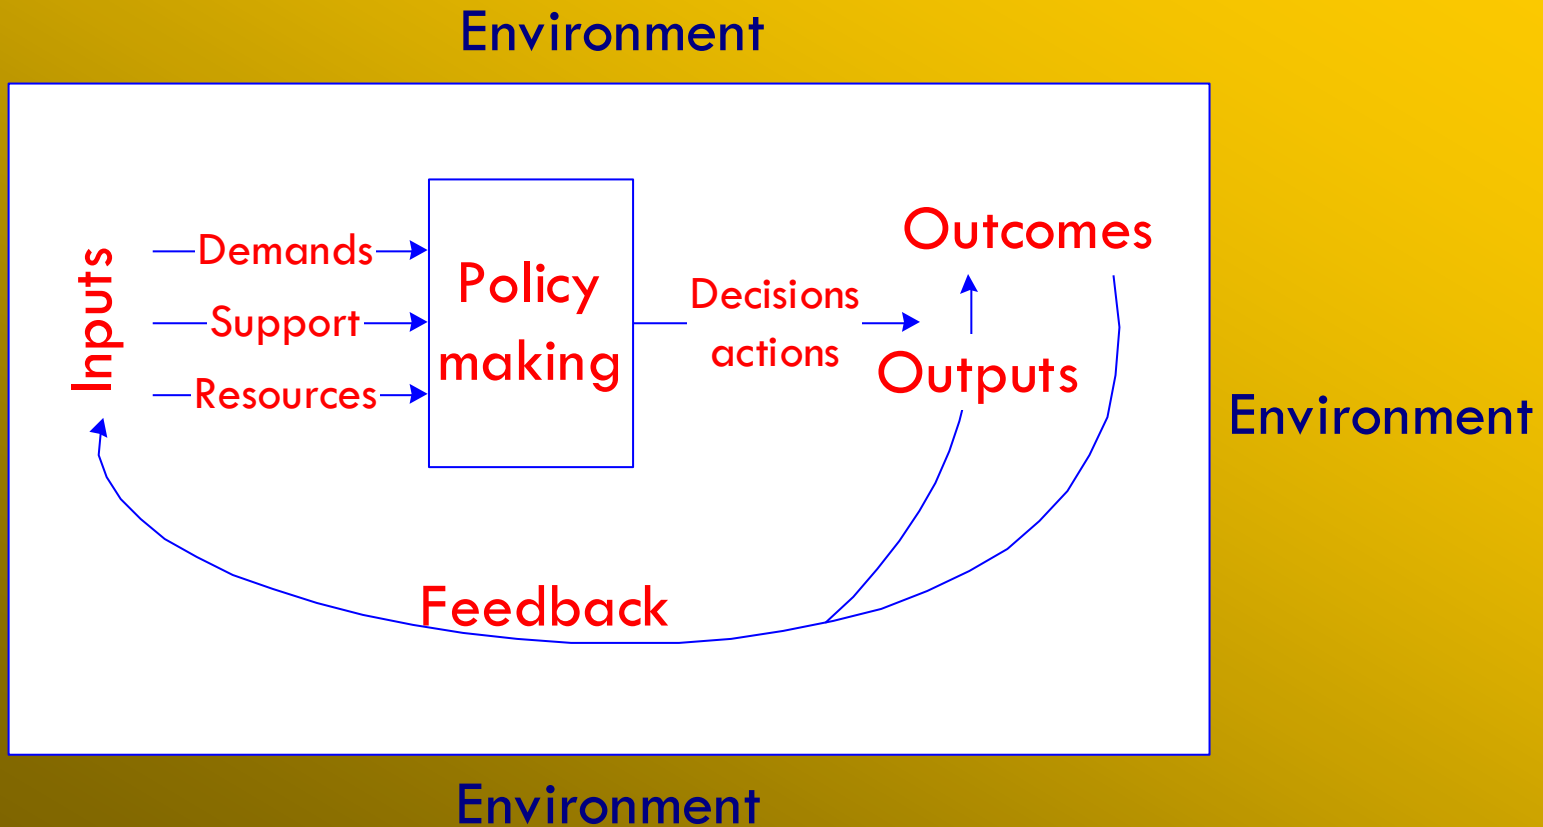 Environment
Inputs
Demands
Support
Resources
Policy
making
Decisions
actions
Outcomes
Outputs
Feedback
Environment
Environment